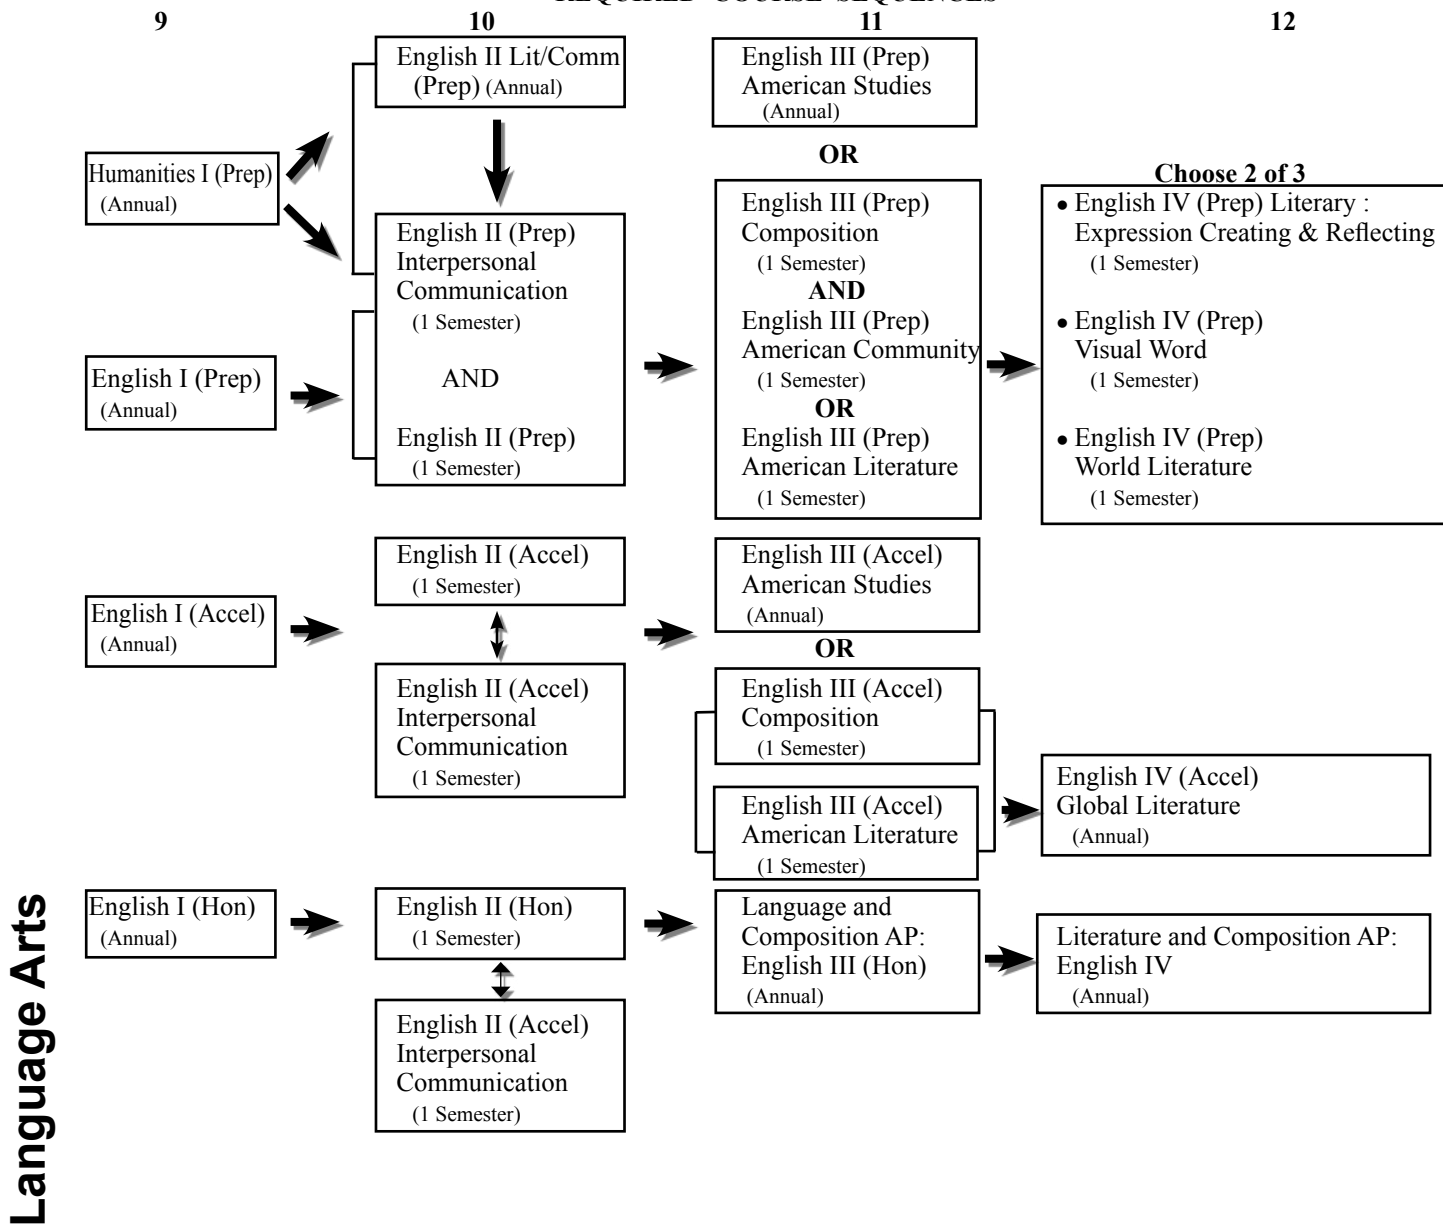 REQUIRED COURSE SEQUENCES
9
10
11
12
Humanities I (Prep)
(Annual)
English I (Prep)
(Annual)
English I (Accel)
(Annual)
English I (Hon)
(Annual)
English II Lit/Comm
(Prep) (Annual)
English II (Prep)
Interpersonal
Communication
(1 Semester)
AND
English II (Prep)
(1 Semester)
English II (Accel)
(1 Semester)
English II (Accel)
Interpersonal
Communication
(1 Semester)
English II (Hon)
(1 Semester)
English II (Accel)
Interpersonal
Communication
(1 Semester)
English III (Prep)
American Studies
(Annual)
OR
English III (Prep)
Composition
(1 Semester)
AND
English III (Prep)
American Community
(1 Semester)
OR
English III (Prep)
American Literature
(1 Semester)
English III (Accel)
American Studies
(Annual)
OR
English III (Accel)
Composition
(1 Semester)
English III (Accel)
American Literature
(1 Semester)
Language and
Composition AP:
English III (Hon)
(Annual)
Choose 2 of 3
• English IV (Prep) Literary :
Expression Creating & Reflecting
(1 Semester)
• English IV (Prep)
Visual Word
(1 Semester)
• English IV (Prep)
World Literature
(1 Semester)
English IV (Accel)
Global Literature
(Annual)
Literature and Composition AP:
English IV
(Annual)
Language Arts